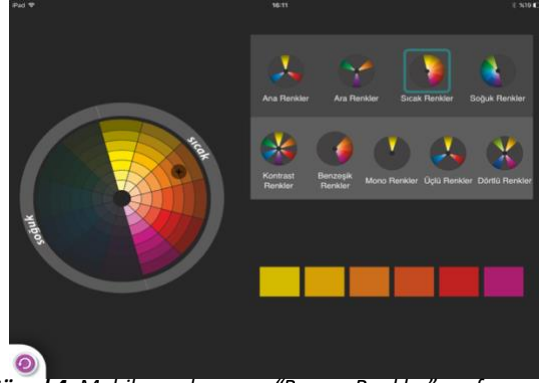 iPad
16:11
%19
Ana Renkler
Ara Renkler
Sıcak Renkler
Soğuk Renkler
Kontrast Renkler
Benzeşik Renkler
Mono Renkler
Üçlü Renkler
Dörtlü Renkler
sıcak
soğuk